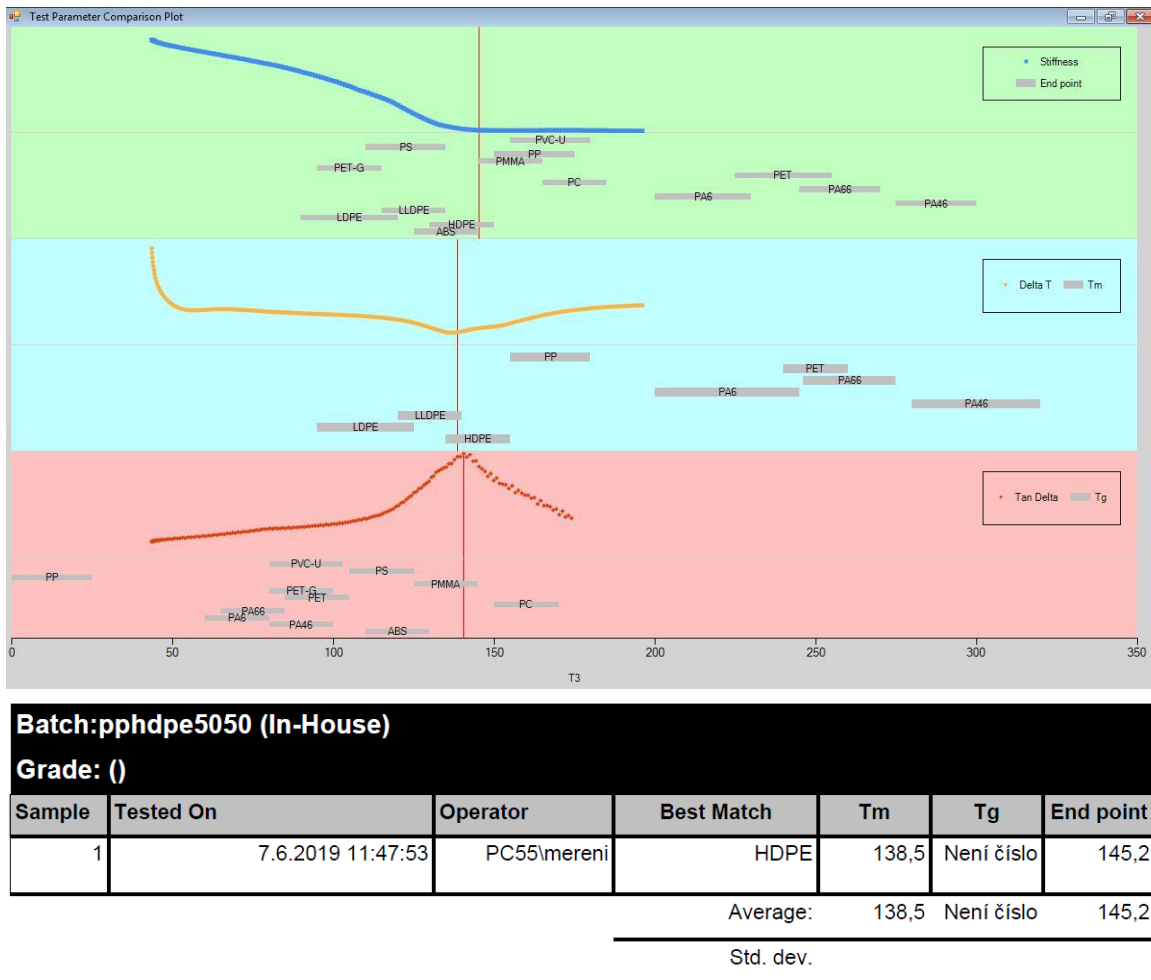 Test Parameter Comparison Plot
Stiffness
End point
PVC-U
PS
PP
PMMA
PET-G
PET
PC
PA66
PA6
PA46
LLDPE
LDPE
HDPE
ABS
Delta T Tm
PP
PET
PA66
PA6
PA46
LLDPE
LDPE
HDPE
Tan Delta Tg
PVC-U
PS
PP
PMMA
PET-G
PET
PC
PA66
PA6
PA46
ABS
0 50 100 150 200 250 300 350
T3
Batch:pphdpe5050 (In-House)
Grade: ()
Sample Tested On Operator Best Match Tm Tg End point
1 7.6.2019 11:47:53 PC55\mereni HDPE 138,5 Není číslo 145,2
Average: 138,5 Není číslo 145,2
Std. dev.